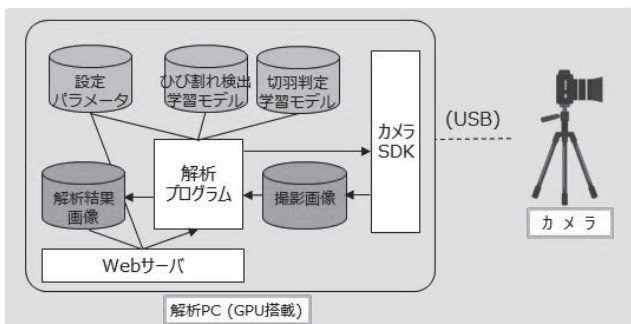 設定
パラメータ
ひび割れ検出
学習モデル
切羽判定
学習モデル
カメラ
SDK
(USB)
解析
プログラム
解析結果
画像
撮影画像
カメラ
Webサーバ
解析PC (GPU搭載)